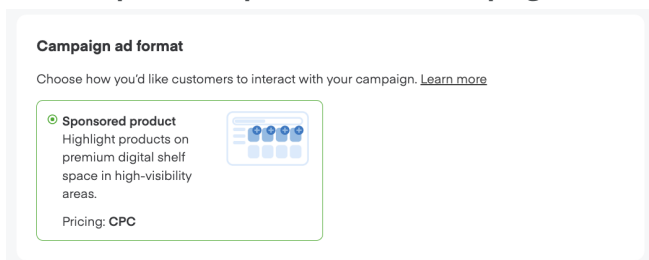 Campaign ad format
Choose how you'd like customers to interact with your campaign. Learn more
Sponsored product
Highlight products on
premium digital shelf
space in high-visibility
areas.
Pricing: CPC